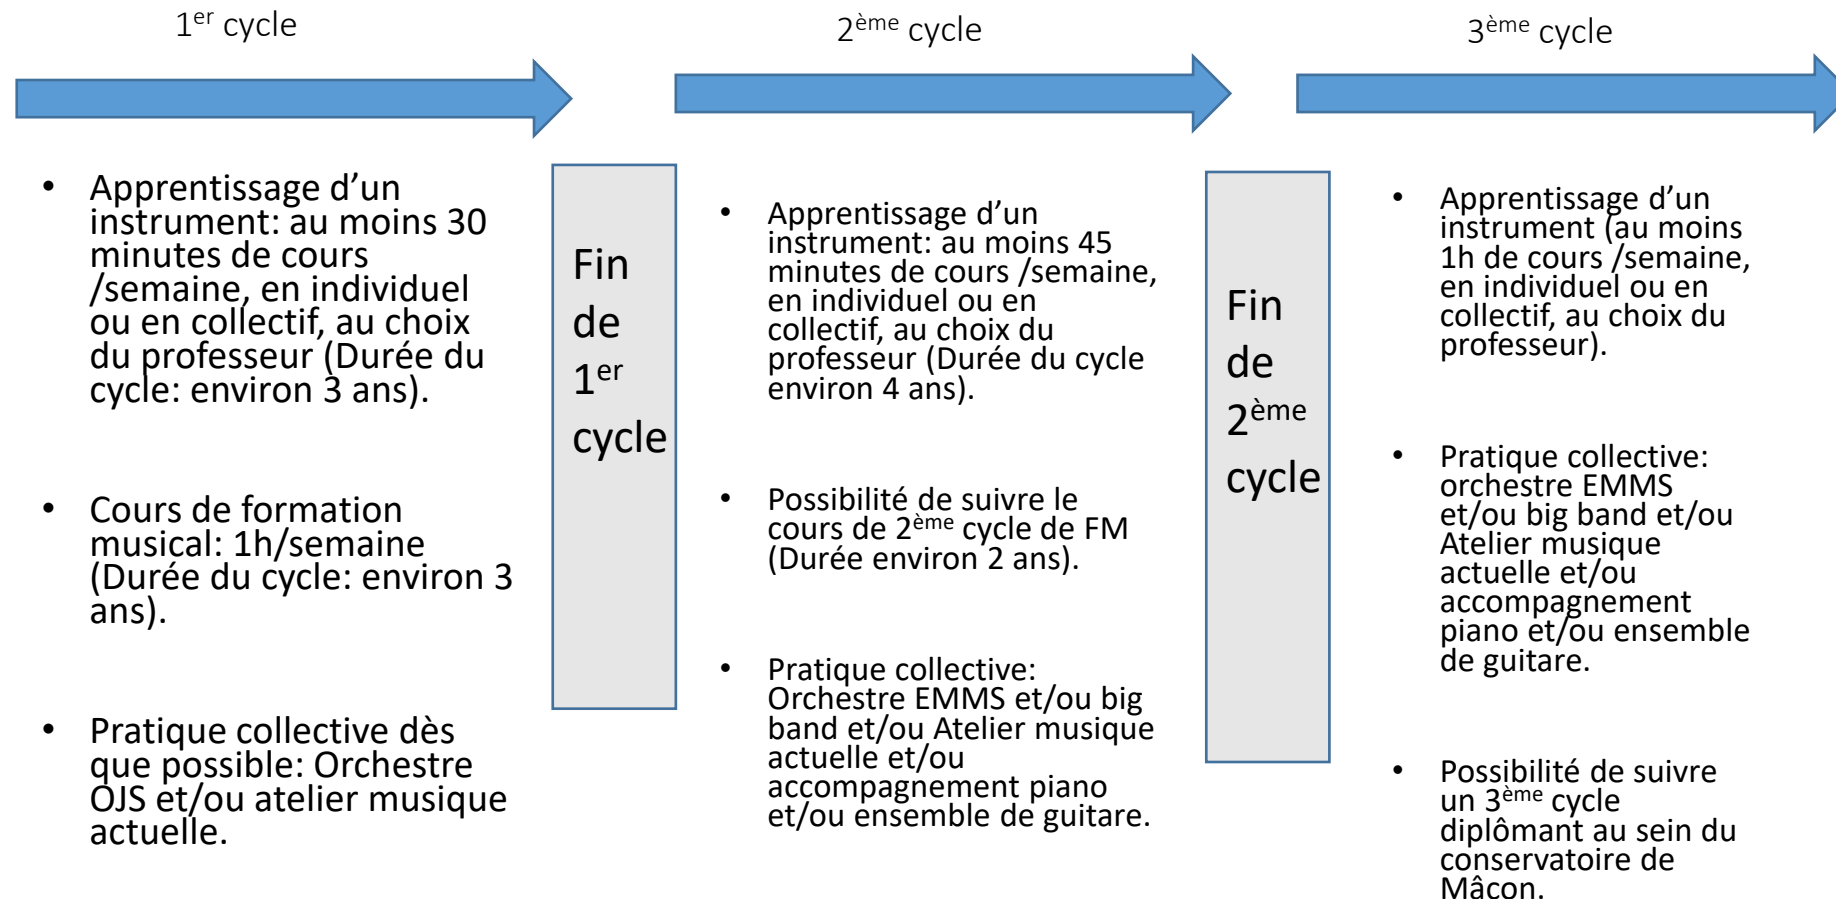 1er cycle
2ème cycle
3ème cycle
• Apprentissage d’un
instrument: au moins 30
minutes de cours
/semaine, en individuel
ou en collectif, au choix
du professeur (Durée du
cycle: environ 3 ans).
• Cours de formation
musical: 1h/semaine
(Durée du cycle: environ 3
ans).
• Pratique collective dès
que possible: Orchestre
OJS et/ou atelier musique
actuelle.
Fin
de
1er
cycle
• Apprentissage d’un
instrument: au moins 45
minutes de cours /semaine,
en individuel ou en
collectif, au choix du
professeur (Durée du cycle
environ 4 ans).
• Possibilité de suivre le
cours de 2ème cycle de FM
(Durée environ 2 ans).
• Pratique collective:
Orchestre EMMS et/ou big
band et/ou Atelier musique
actuelle et/ou
accompagnement piano
et/ou ensemble de guitare.
Fin
de
2ème
cycle
• Apprentissage d’un
instrument (au moins
1h de cours /semaine,
en individuel ou en
collectif, au choix du
professeur).
• Pratique collective:
orchestre EMMS
et/ou big band et/ou
Atelier musique
actuelle et/ou
accompagnement
piano et/ou ensemble
de guitare.
• Possibilité de suivre
un 3ème cycle
diplômant au sein du
conservatoire de
Mâcon.